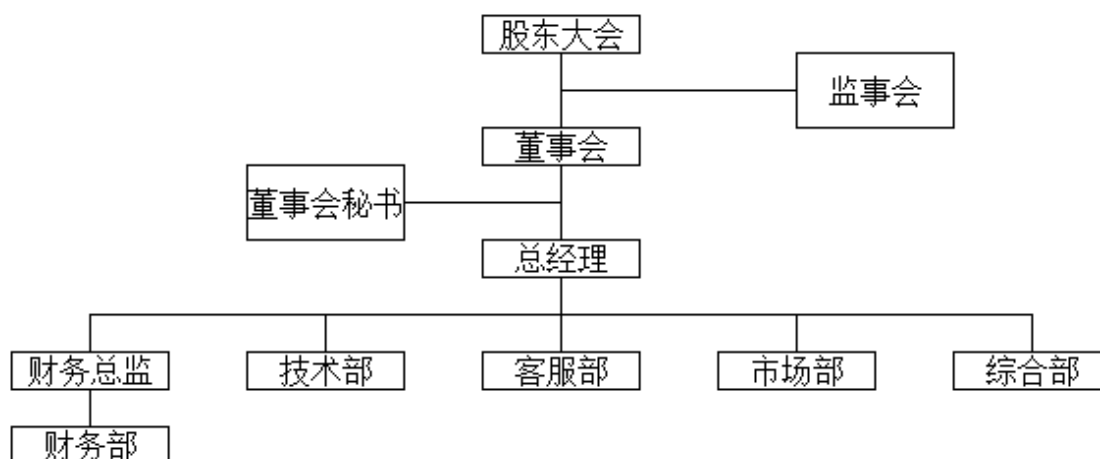 股东大会
监事会
董事会
董事会秘书
总经理
财务总监
技术部
客服部
市场部
综合部
财务部